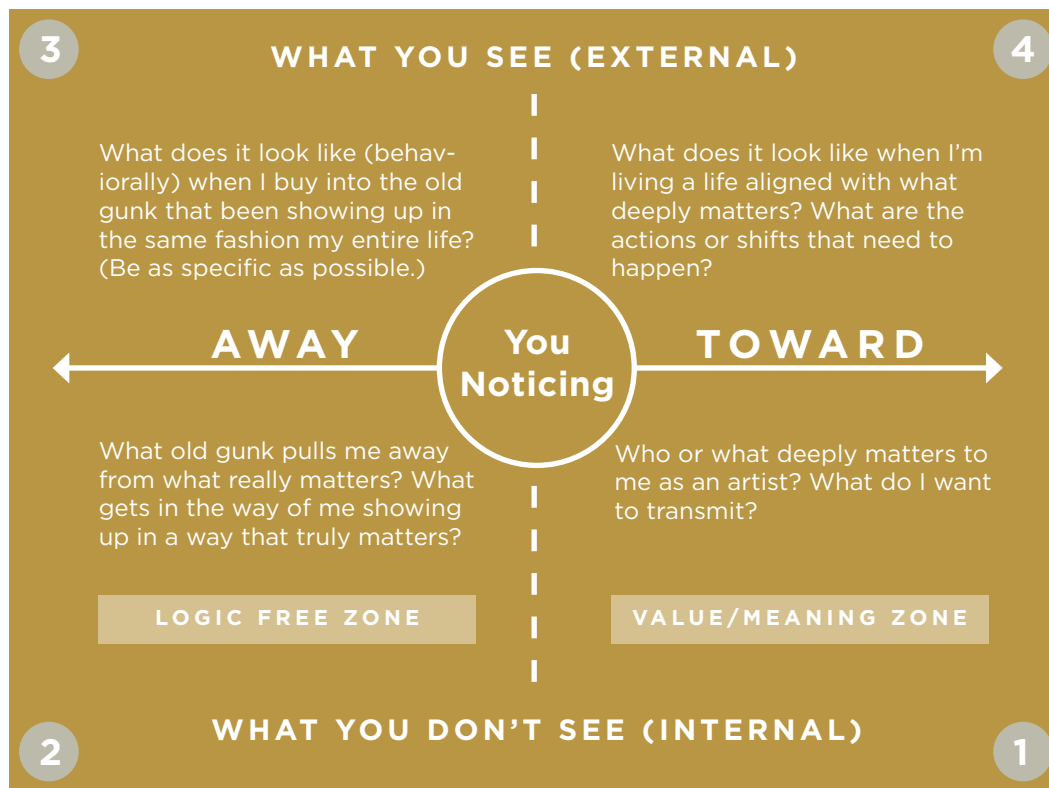 3
WHAT YOU SEE (EXTERNAL)
4
What does it look like (behav-
iorally) when I buy into the old
gunk that been showing up in
the same fashion my entire life?
(Be as specific as possible.)
What does it look like when I’m
living a life aligned with what
deeply matters? What are the
actions or shifts that need to
happen?
AWAY
You
Noticing
TOWARD
What old gunk pulls me away
from what really matters? What
gets in the way of me showing
up in a way that truly matters?
LOGIC FREE ZONE
Who or what deeply matters to
me as an artist? What do I want
to transmit?
VALUE/MEANING ZONE
2
WHAT YOU DON’T SEE (INTERNAL)
1